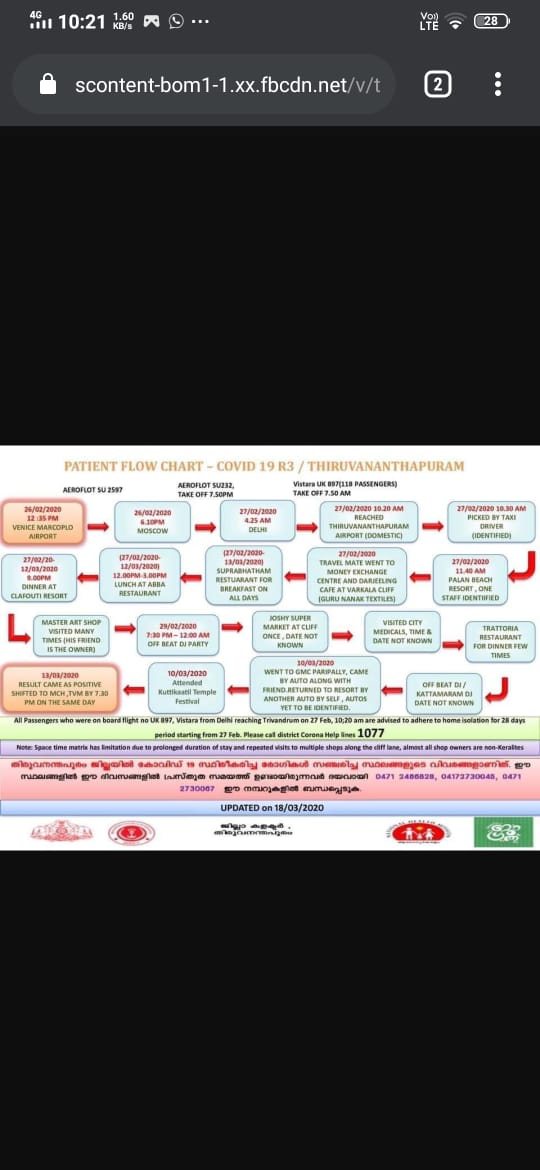 4G 10:21 1.60 KB/s ... Vo)) LTE 28
scontent-bom1-1.xx.fbcdn.net/v/t 2
PATIENT FLOW CHART – COVID 19 R3 / THIRUVANANTHAPURAM
AEROFLOT SU 2597
AEROFLOT SU232,
TAKE OFF 7.50PM
Vistara UK 897(118 PASSENGERS)
TAKE OFF 7.50 AM
26/02/2020
12 :35 PM
VENICE MARCOPLO
AIRPORT
26/02/2020
6.10PM
MOSCOW
27/02/2020
4.25 AM
DELHI
27/02/2020 10.20 AM
REACHED
THIRUVANANTHAPURAM
AIRPORT (DOMESTIC)
27/02/2020 10.30 AM
PICKED BY TAXI
DRIVER
(IDENTIFIED)
27/02/2020
11.40 AM
PALAN BEACH
RESORT , ONE
STAFF IDENTIIFIED
27/02/2020
TRAVEL MATE WENT TO
MONEY EXCHANGE
CENTRE AND DARJELING
CAFE AT VARKALA CLIFF
(GURU NANAK TEXTILES)
(27/02/2020-
13/03/2020)
SUPRABHATHAM
RESTUARANT FOR
BREAKFAST ON
ALL DAYS
(27/02/2020-
12/03/2020)
12.00PM-3.00PM
LUNCH AT ABBA
RESTAURANT
27/02/20-
12/03/2020
8.00PM
DINNER AT
CLAFOUTI RESORT
MASTER ART SHOP
VISITED MANY
TIMES (HIS FRIEND
IS THE OWNER)
29/02/2020
7:30 PM – 12:00 AM
OFF BEAT DJ PARTY
JOSHY SUPER
MARKET AT CLIFF
ONCE , DATE NOT
KNOWN
VISITED CITY
MEDICALS, TIME &
DATE NOT KNOWN
TRATTORIA
RESTAURANT
FOR DINNER FEW
TIMES
OFF BEAT DJ /
KATTAMARAM DJ
DATE NOT KNOWN
10/03/2020
WENT TO GMC PARIPALLY, CAME
BY AUTO ALONG WITH
FRIEND.RETURNED TO RESORT BY
ANOTHER AUTO BY SELF , AUTOS
YET TO BE IDENTIFIED.
10/03/2020
Attended
Kuttikaatil Temple
Festival
13/03/2020
RESULT CAME AS POSITIVE
SHIFTED TO MCH ,TVM BY 7.30
PM ON THE SAME DAY
All Passengers who were on board flight no UK 897, Vistara from Delhi reaching Trivandrum on 27 Feb, 10;20 am are advised to adhere to home isolation for 28 days
period starting from 27 Feb. Please call district Corona Help lines 1077
Note: Space time matrix has limitation due to prolonged duration of stay and repeated visits to multiple shops along the cliff lane, almost all shop owners are non-Keralites
തിരുവനന്തപുരം ജില്ലയിൽ കോവിഡ് 19 സ്ഥിരീകരിച്ച രോഗികൾ സഞ്ചരിച്ച സ്ഥലങ്ങളുടെ വിവരങ്ങളാണിത്. ഈ
സ്ഥലങ്ങളിൽ ഈ ദിവസങ്ങളിൽ പ്രസ്തുത സമയത്ത് ഉണ്ടായിരുന്നവർ ദയവായി 0471 2466828, 04172730045, 0471
2730067 ഈ നമ്പറുകളിൽ ബന്ധപ്പെടുക.
UPDATED on 18/03/2020
ജില്ലാ കളക്ടർ ,
തിരുവനന്തപുരം